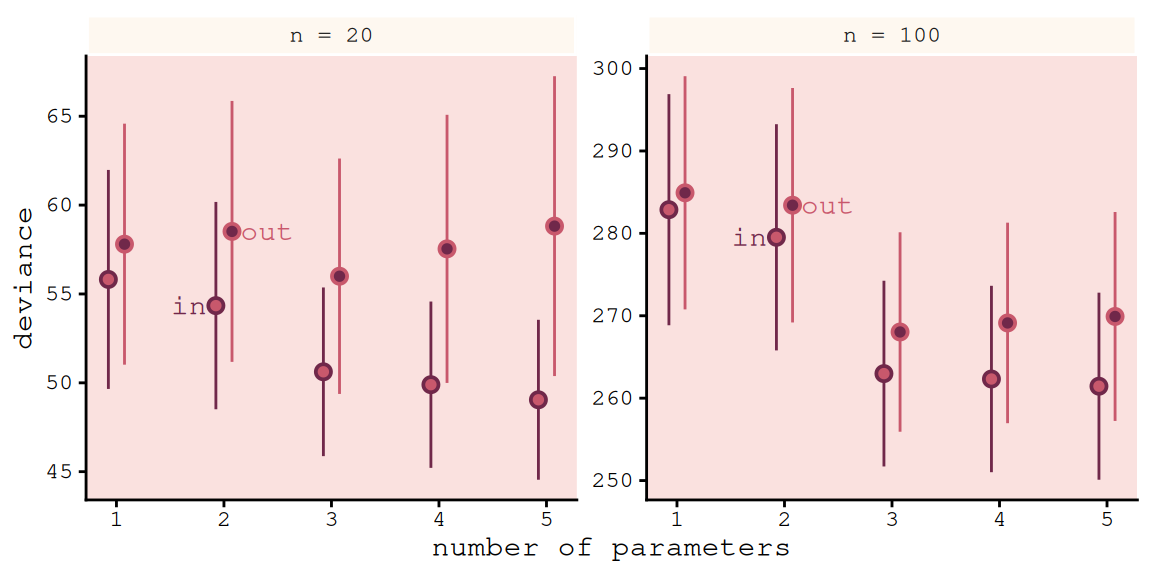 n = 20
n = 100
deviance
65
60
55
50
45
in
out
1 2 3 4 5
300
290
280
270
260
250
in
out
1 2 3 4 5
number of parameters